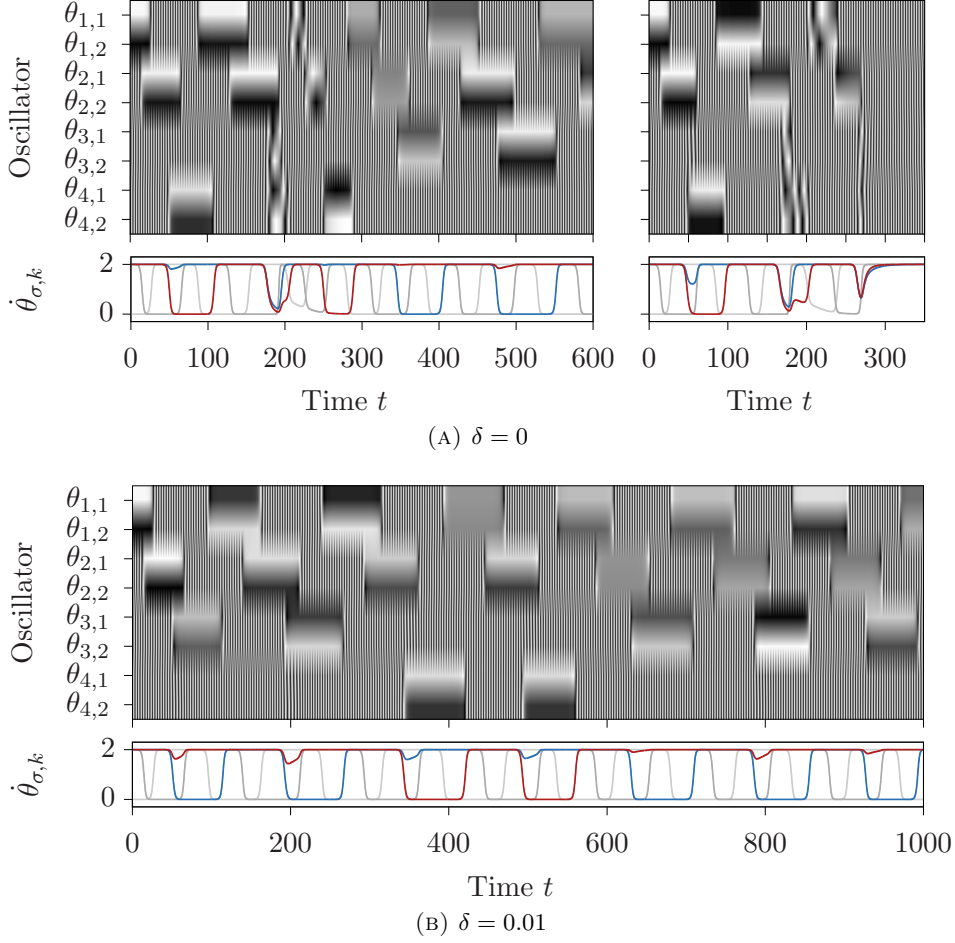 Oscillator
θ1,1
θ1,2
θ2,1
θ2,2
θ3,1
θ3,2
θ4,1
θ4,2
θ̇σ,k
2
0
0 100 200 300 400 500 600
0 100 200 300
Time t
Time t
(A) δ = 0
Oscillator
θ1,1
θ1,2
θ2,1
θ2,2
θ3,1
θ3,2
θ4,1
θ4,2
θ̇σ,k
2
0
0 200 400 600 800 1000
Time t
(B) δ = 0.01